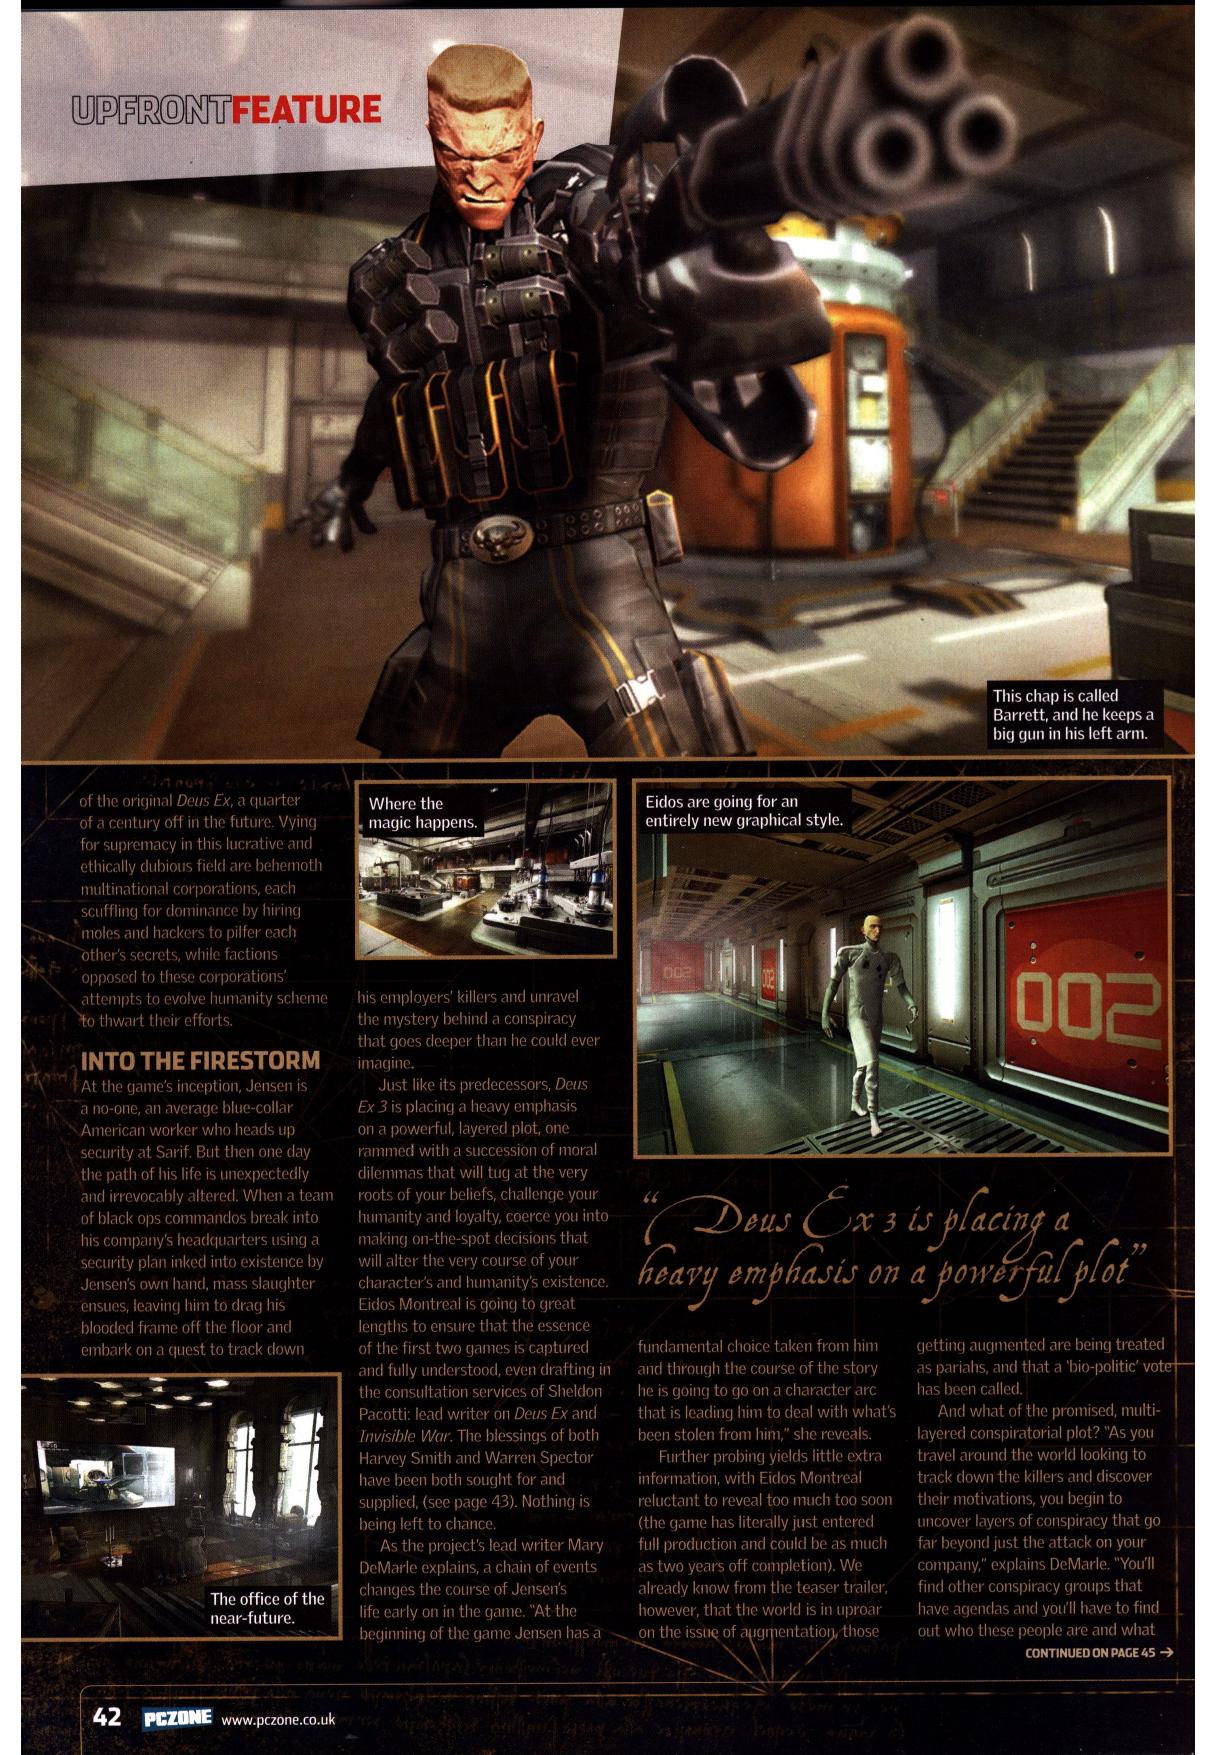 UPFRONTFEATURE
This chap is called
Barrett, and he keeps a
big gun in his left arm.
of the original Deus Ex, a quarter
of a century off in the future. Vying
for supremacy in this lucrative and
ethically dubious field are behemoth
multinational corporations, each
scuffling for dominance by hiring
moles and hackers to pilfer each
other's secrets, while factions
opposed to these corporations'
attempts to evolve humanity scheme
to thwart their efforts.
INTO THE FIRESTORM
At the game's inception, Jensen is
a no-one, an average blue-collar
American worker who heads up
security at Sarif. But then one day
the path of his life is unexpectedly
and irrevocably altered. When a team
of black ops commandos break into
his company's headquarters using a
security plan inked into existence by
Jensen's own hand, mass slaughter
ensues, leaving him to drag his
blooded frame off the floor and
embark on a quest to track down
The office of the
near-future.
Where the
magic happens.
his employers' killers and unravel
the mystery behind a conspiracy
that goes deeper than he could ever
imagine.
Just like its predecessors, Deus
Ex 3 is placing a heavy emphasis
on a powerful, layered plot, one
rammed with a succession of moral
dilemmas that will tug at the very
roots of your beliefs, challenge your
humanity and loyalty, coerce you into
making on-the-spot decisions that
will alter the very course of your
character's and humanity's existence.
Eidos Montreal is going to great
lengths to ensure that the essence
of the first two games is captured
and fully understood, even drafting in
the consultation services of Sheldon
Pacotti: lead writer on Deus Ex and
Invisible War. The blessings of both
Harvey Smith and Warren Spector
have been both sought for and
supplied, (see page 43). Nothing is
being left to chance.
As the project's lead writer Mary
DeMarle explains, a chain of events
changes the course of Jensen's
life early on in the game. "At the
beginning of the game Jensen has a
Eidos are going for an
entirely new graphical style.
002
002
002
"Deus Ex 3 is placing a
heavy emphasis on a powerful plot"
fundamental choice taken from him
and through the course of the story
he is going to go on a character arc
that is leading him to deal with what's
been stolen from him," she reveals.
Further probing yields little extra
information, with Eidos Montreal
reluctant to reveal too much too soon
(the game has literally just entered
full production and could be as much
as two years off completion). We
already know from the teaser trailer,
however, that the world is in uproar
on the issue of augmentation, those
getting augmented are being treated
as pariahs, and that a 'bio-politic' vote
has been called.
And what of the promised, multi-
layered conspiratorial plot? "As you
travel around the world looking to
track down the killers and discover
their motivations, you begin to
uncover layers of conspiracy that go
far beyond just the attack on your
company," explains DeMarle. "You'll
find other conspiracy groups that
have agendas and you'll have to find
out who these people are and what
CONTINUED ON PAGE 45 →
42 PCZONE www.pczone.co.uk